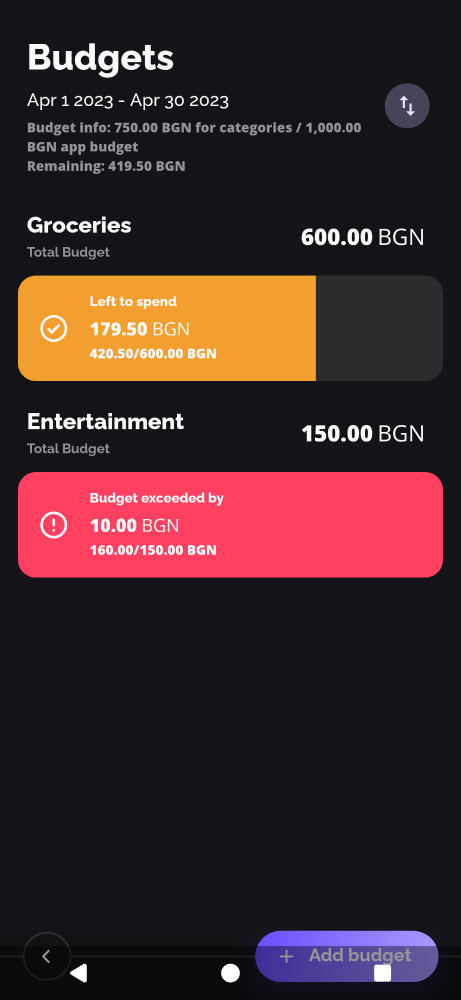 Budgets
Apr 1 2023 - Apr 30 2023
Budget info: 750.00 BGN for categories / 1,000.00
BGN app budget
Remaining: 419.50 BGN
Groceries
Total Budget
600.00 BGN
Left to spend
179.50 BGN
420.50/600.00 BGN
Entertainment
Total Budget
150.00 BGN
Budget exceeded by
10.00 BGN
160.00/150.00 BGN
+ Add budget